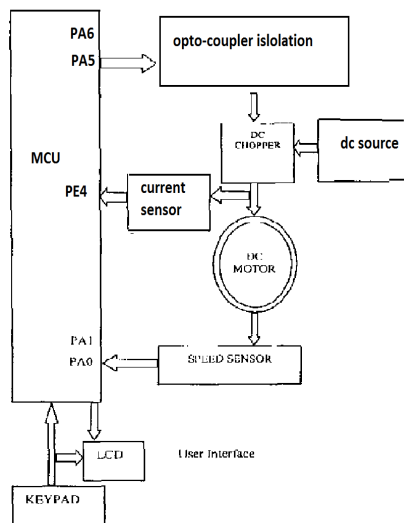 PA6
PA5
opto-coupler islolation
DC
CHOPPER
dc source
MCU
PE4
current
sensor
DC
MOTOR
PA1
PA0
SPEED SENSOR
LCD
User Interface
KEYPAD